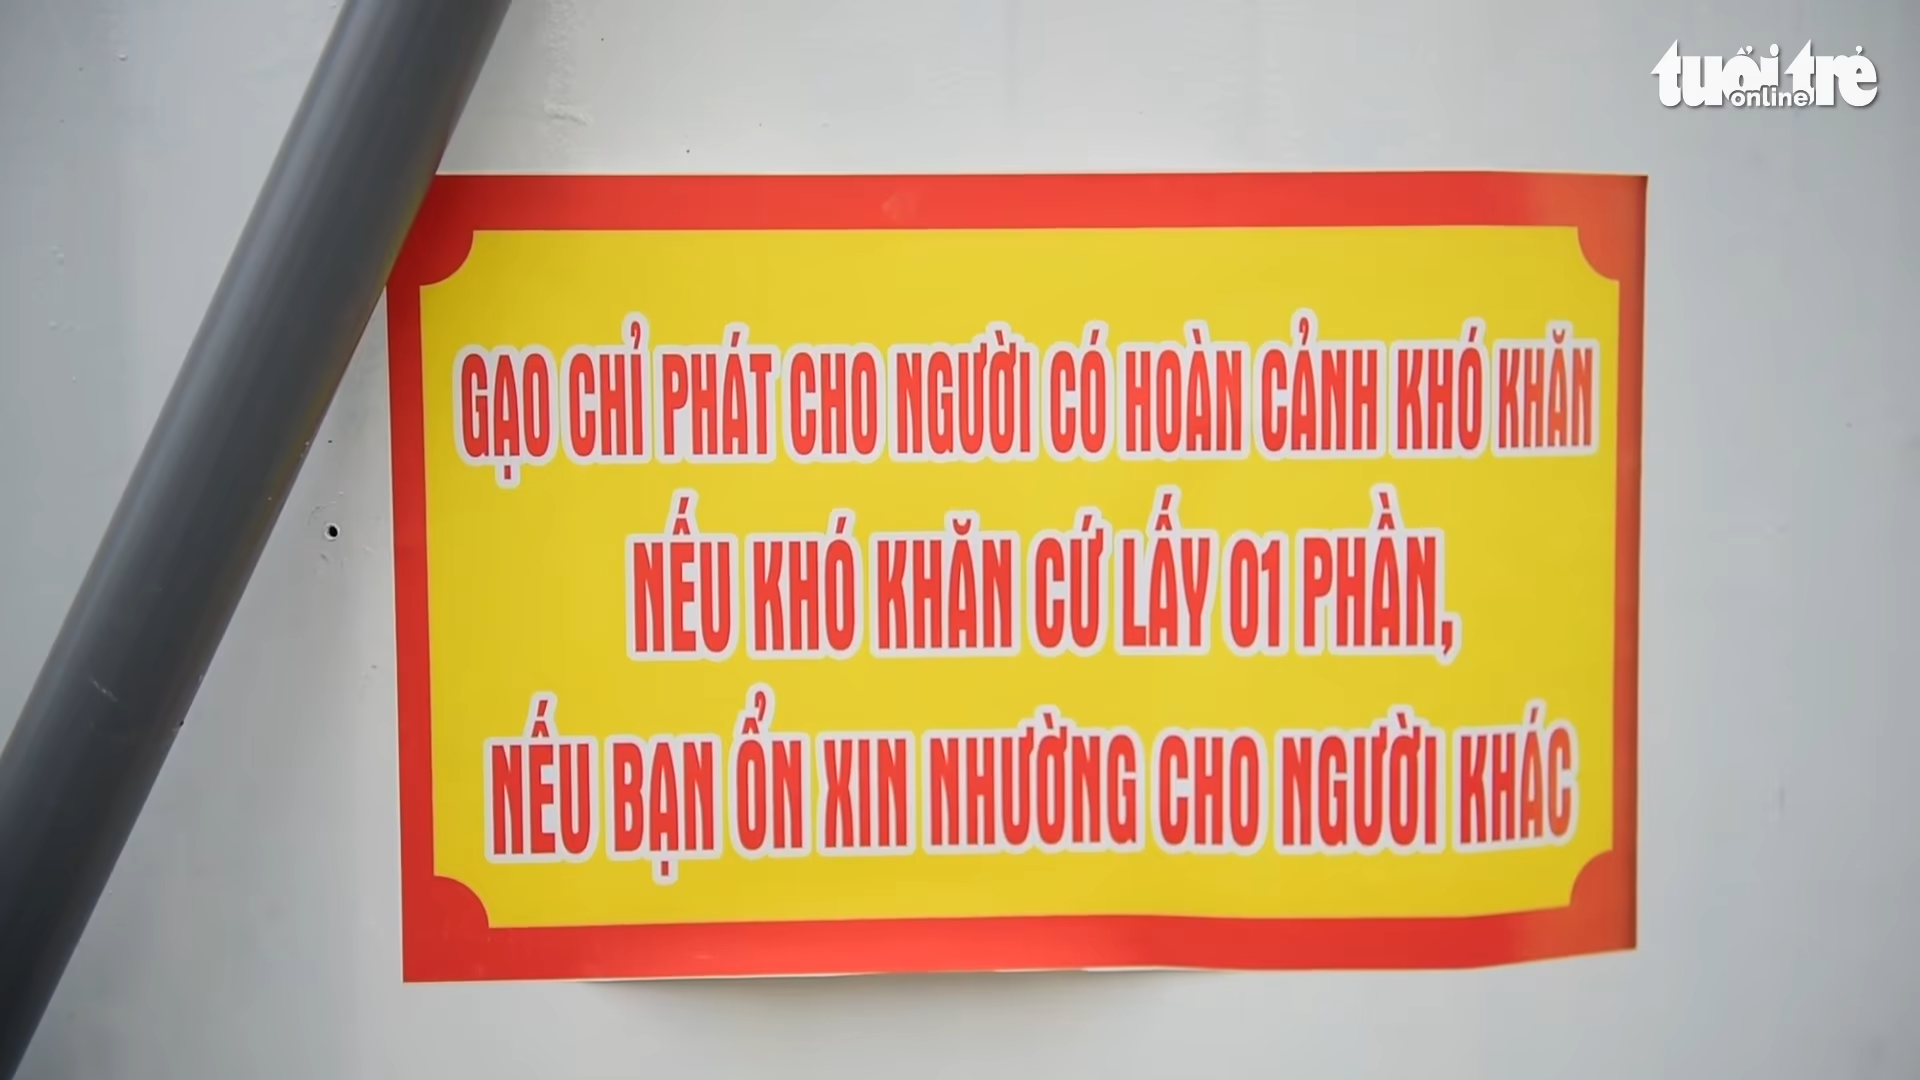 tuổi trẻ
online
GẠO CHỈ PHÁT CHO NGƯỜI CÓ HOÀN CẢNH KHÓ KHĂN
NẾU KHÓ KHĂN CỨ LẤY 01 PHẦN,
NẾU BẠN ỔN XIN NHƯỜNG CHO NGƯỜI KHÁC